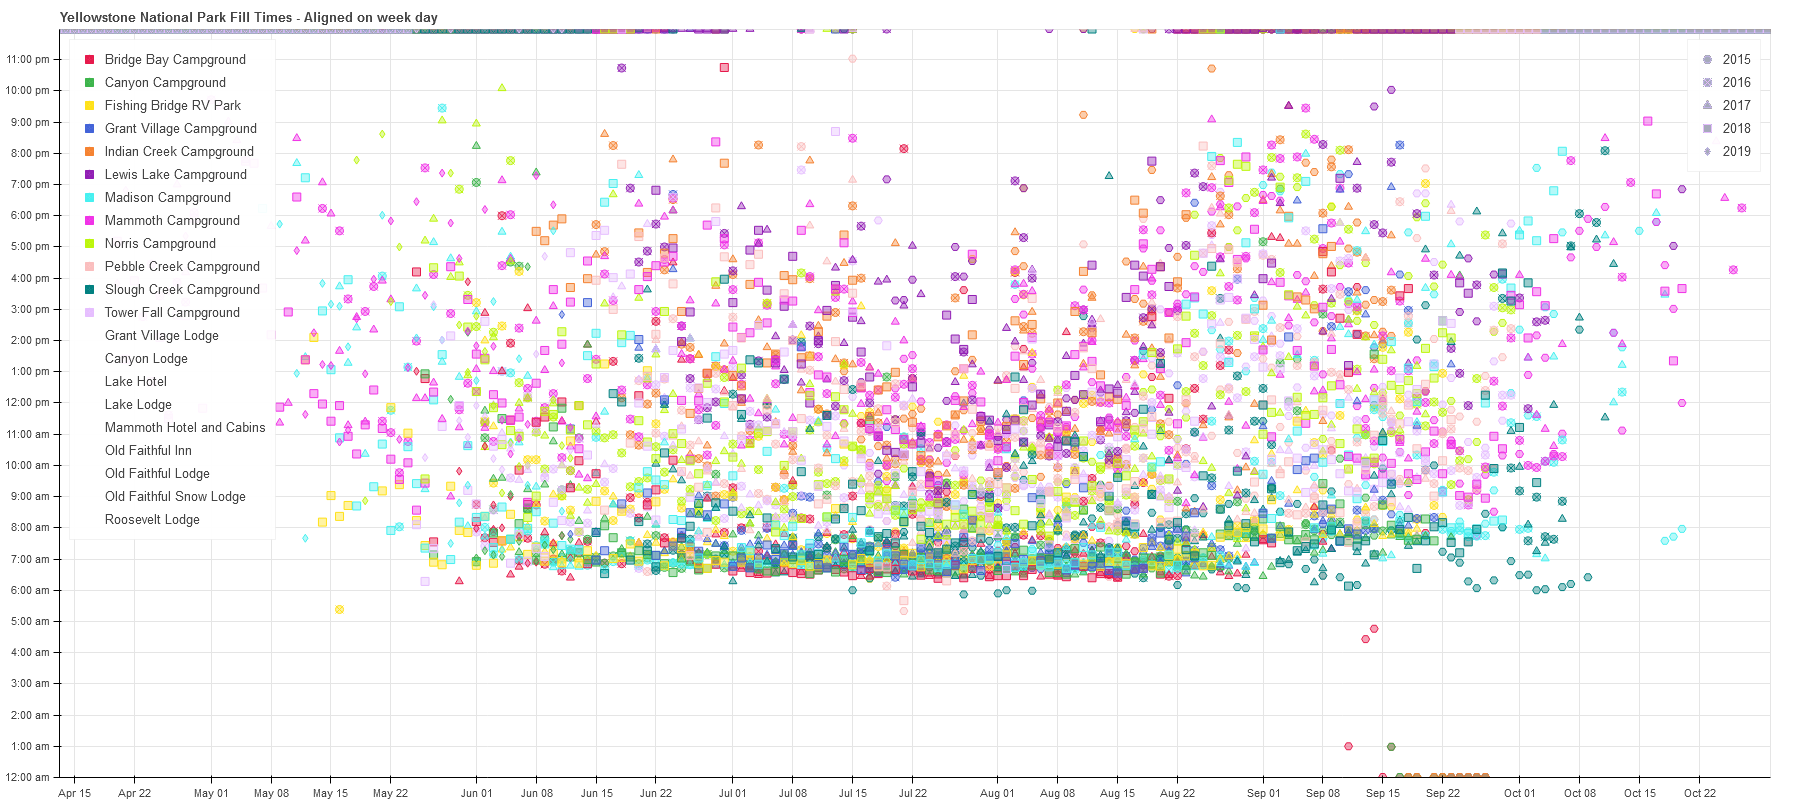 Yellowstone National Park Fill Times - Aligned on week day
11:00 pm
10:00 pm
9:00 pm
8:00 pm
7:00 pm
6:00 pm
5:00 pm
4:00 pm
3:00 pm
2:00 pm
1:00 pm
12:00 pm
11:00 am
10:00 am
9:00 am
8:00 am
7:00 am
6:00 am
5:00 am
4:00 am
3:00 am
2:00 am
1:00 am
12:00 am
Bridge Bay Campground
Canyon Campground
Fishing Bridge RV Park
Grant Village Campground
Indian Creek Campground
Lewis Lake Campground
Madison Campground
Mammoth Campground
Norris Campground
Pebble Creek Campground
Slough Creek Campground
Tower Fall Campground
Grant Village Lodge
Canyon Lodge
Lake Hotel
Lake Lodge
Mammoth Hotel and Cabins
Old Faithful Inn
Old Faithful Lodge
Old Faithful Snow Lodge
Roosevelt Lodge
2015
2016
2017
2018
2019
Apr 15 Apr 22 May 01 May 08 May 15 May 22 Jun 01 Jun 08 Jun 15 Jun 22 Jul 01 Jul 08 Jul 15 Jul 22 Aug 01 Aug 08 Aug 15 Aug 22 Sep 01 Sep 08 Sep 15 Sep 22 Oct 01 Oct 08 Oct 15 Oct 22